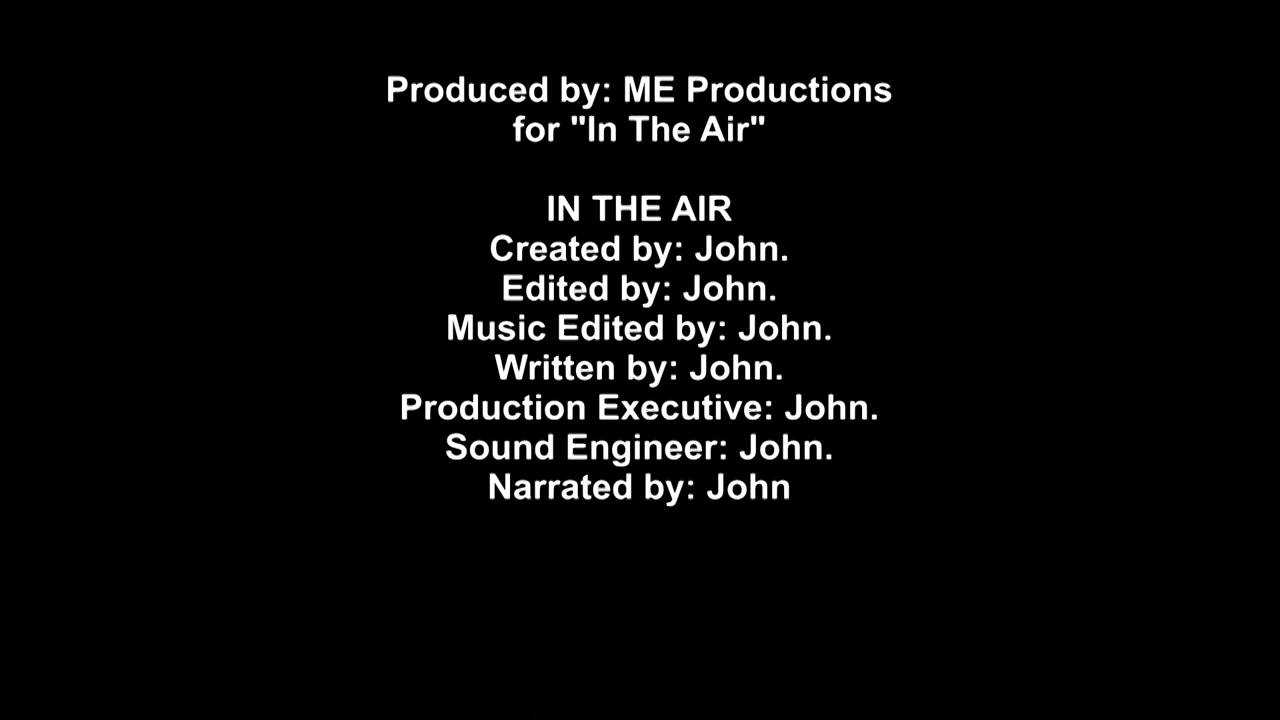 Produced by: ME Productions
for "In The Air"
IN THE AIR
Created by: John.
Edited by: John.
Music Edited by: John.
Written by: John.
Production Executive: John.
Sound Engineer: John.
Narrated by: John